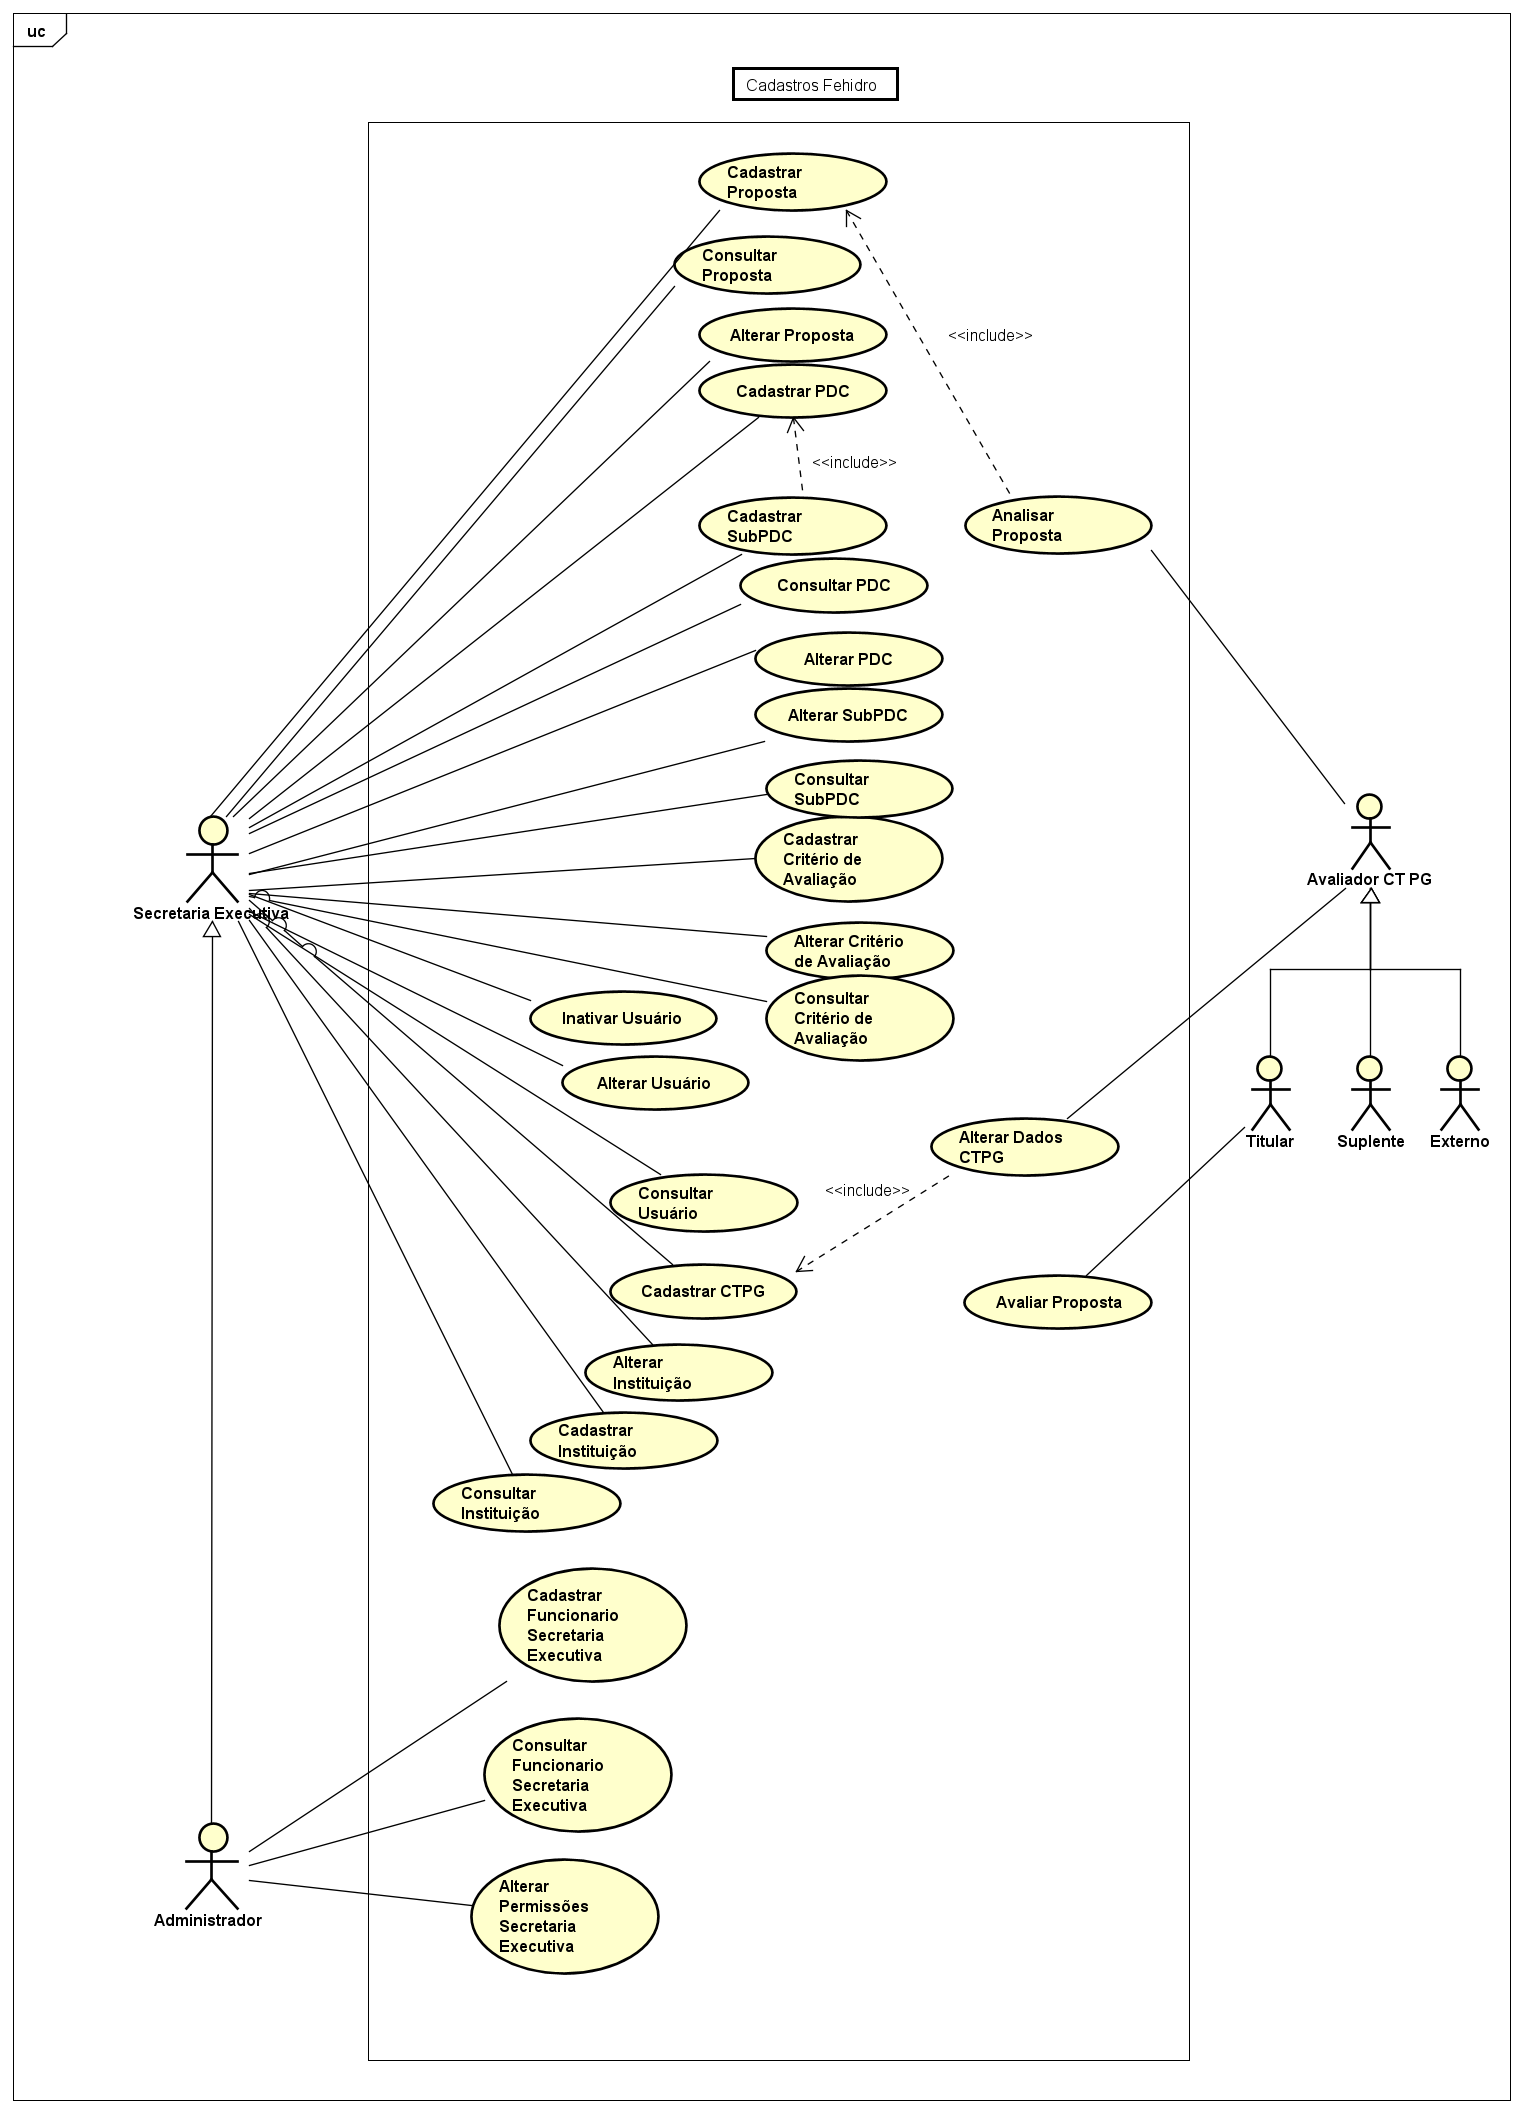 uc
Cadastros Fehidro
Cadastrar
Proposta
Consultar
Proposta
Alterar Proposta
<<include>>
Cadastrar PDC
<<include>>
Cadastrar
SubPDC
Analisar
Proposta
Consultar PDC
Alterar PDC
Alterar SubPDC
Consultar
SubPDC
Cadastrar
Critério de
Avaliação
Avaliador CT PG
Secretaria Executiva
Alterar Critério
de Avaliação
Consultar
Critério de
Avaliação
Inativar Usuário
Alterar Usuário
Titular
Suplente
Externo
Alterar Dados
CTPG
<<include>>
Consultar
Usuário
Cadastrar CTPG
Avaliar Proposta
Alterar
Instituição
Cadastrar
Instituição
Consultar
Instituição
Cadastrar
Funcionario
Secretaria
Executiva
Consultar
Funcionario
Secretaria
Executiva
Alterar
Permissões
Secretaria
Executiva
Administrador